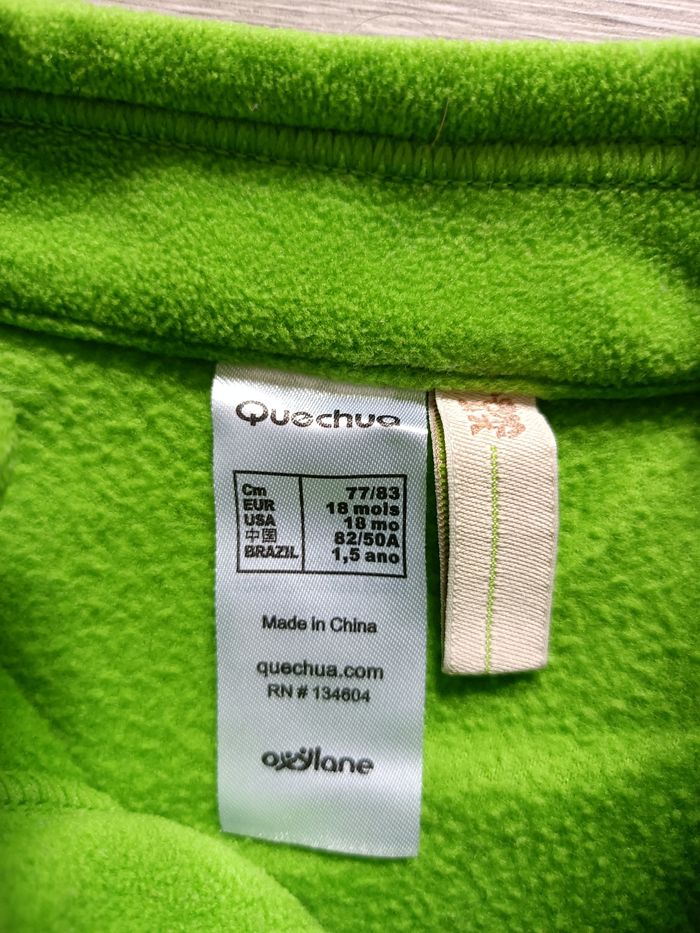 Quechua
Cm 77/83
EUR 18 mois
USA 18 mo
中国 82/50A
BRAZIL 1,5 ano
Made in China
quechua.com
RN # 134604
oxylane